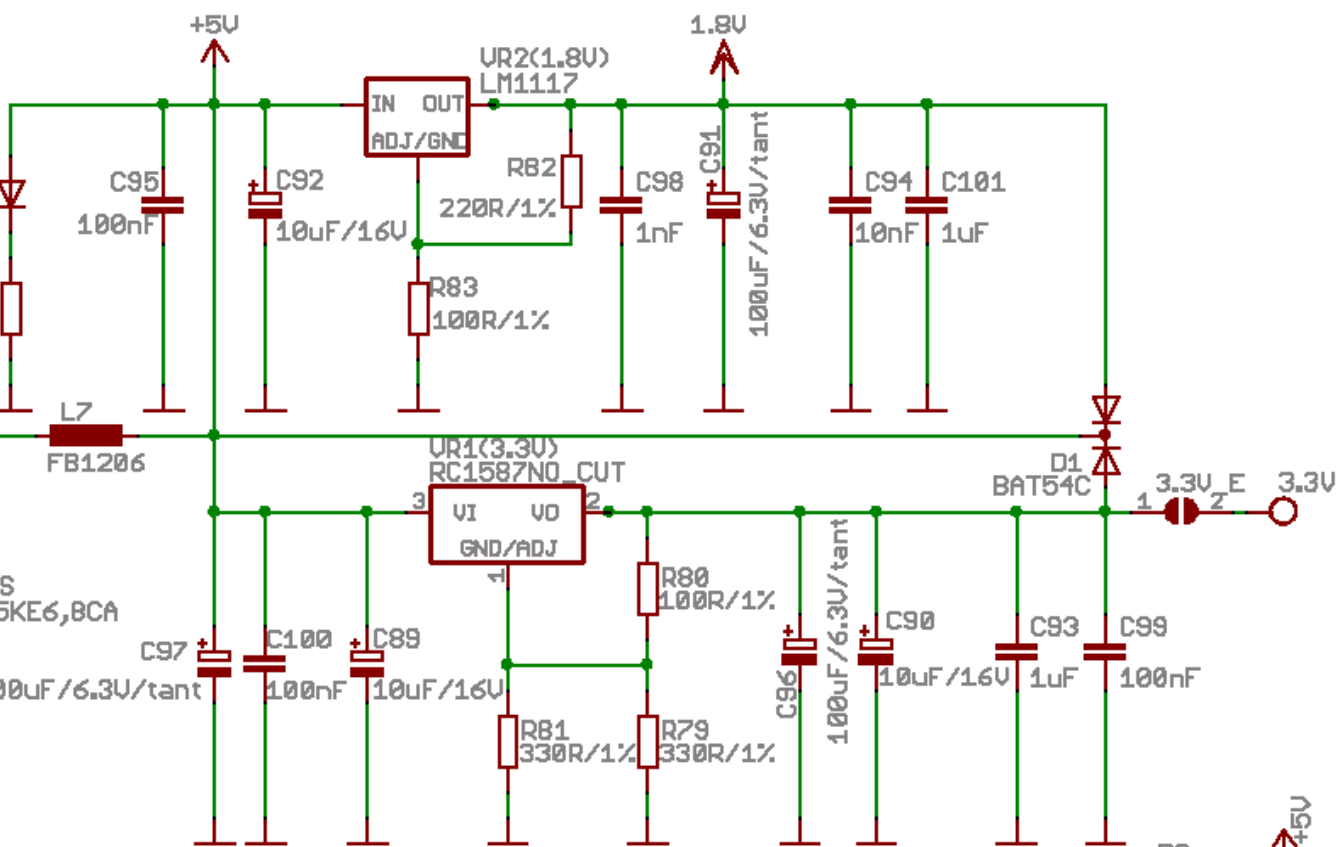 +5V
1.8V
VR2(1.8V)
LM1117
IN OUT
ADJ/GND
C95
100nF
C92
10uF/16V
R82
220R/1%
R83
100R/1%
C98
1nF
C91
100uF/6.3V/tant
C94
10nF
C101
1uF
L7
FB1206
VR1(3.3V)
RC1587NO_CUT
3
VI VO
2
GND/ADJ
1
D1
BAT54C
3.3V_E
1 2
3.3V
S
5KE6,8CA
C97
00uF/6.3V/tant
C100
100nF
C89
10uF/16V
R80
100R/1%
R81
330R/1%
R79
330R/1%
C96
100uF/6.3V/tant
C90
10uF/16V
C93
1uF
C99
100nF
+5V